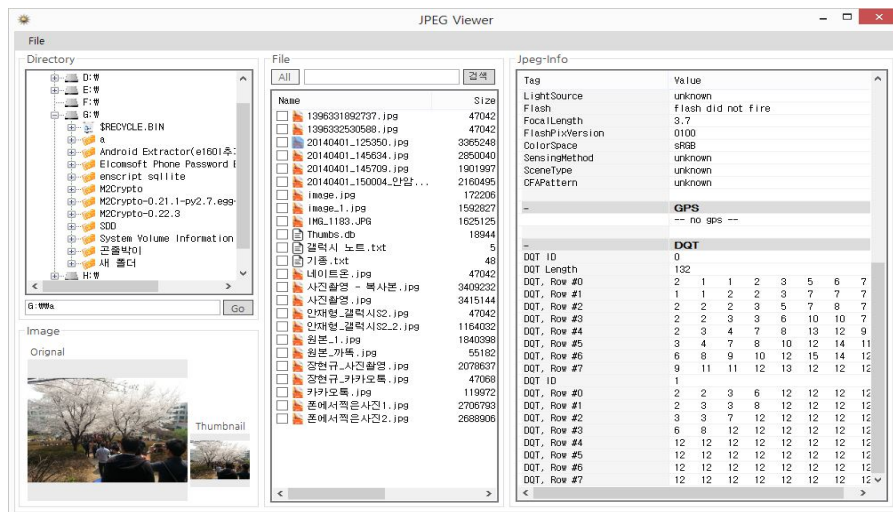 JPEG Viewer
File
Directory
D:₩
E:₩
F:₩
G:₩
$RECYCLE.BIN
a
Android Extractor(e160l추
Elcomsoft Phone Password E
enscript sqllite
M2Crypto
M2Crypto-0.21.1-py2.7.egg-
M2Crypto-0.22.3
SDD
System Volume Information
곤줄박이
새 폴더
H:₩
G:₩₩a
Go
Image
Orignal
Thumbnail
File
All
검색
Name Size
1396331892737.jpg 47042
1396332530588.jpg 47042
20140401_125350.jpg 3365248
20140401_145634.jpg 2850040
20140401_145709.jpg 1901997
20140401_150004_안암... 2160495
image.jpg 172206
image_1.jpg 1592827
IMG_1183.JPG 1625125
Thumbs.db 18944
갤럭시 노트.txt 5
기종.txt 48
네이트온.jpg 47042
사진촬영 - 복사본.jpg 3409232
사진촬영.jpg 3415144
안재형_갤럭시S2.jpg 47042
안재형_갤럭시S2_2.jpg 1164032
원본_1.jpg 1840398
원본_까똑.jpg 55182
장현규_사진촬영.jpg 2078637
장현규_카카오톡.jpg 47068
카카오톡.jpg 119972
폰에서찍은사진1.jpg 2706793
폰에서찍은사진2.jpg 2688906
Jpeg-Info
Tag Value
LightSource unknown
Flash flash did not fire
FocalLength 3.7
FlashPixVersion 0100
ColorSpace sRGB
SensingMethod unknown
SceneType unknown
CFAPattern unknown
- GPS
-- no gps --
- DQT
DQT ID 0
DQT Length 132
DQT, Row #0 2 1 1 2 3 5 6 7
DQT, Row #1 1 1 2 2 3 7 7 7
DQT, Row #2 2 2 2 3 5 7 8 7
DQT, Row #3 2 2 3 3 6 10 10 7
DQT, Row #4 2 3 4 7 8 13 12 9
DQT, Row #5 3 4 7 8 10 12 14 11
DQT, Row #6 6 8 9 10 12 15 14 12
DQT, Row #7 9 11 11 12 13 12 12 12
DQT ID 1
DQT, Row #0 2 2 3 6 12 12 12 12
DQT, Row #1 2 3 3 8 12 12 12 12
DQT, Row #2 3 3 7 12 12 12 12 12
DQT, Row #3 6 8 12 12 12 12 12 12
DQT, Row #4 12 12 12 12 12 12 12 12
DQT, Row #5 12 12 12 12 12 12 12 12
DQT, Row #6 12 12 12 12 12 12 12 12
DQT, Row #7 12 12 12 12 12 12 12 12